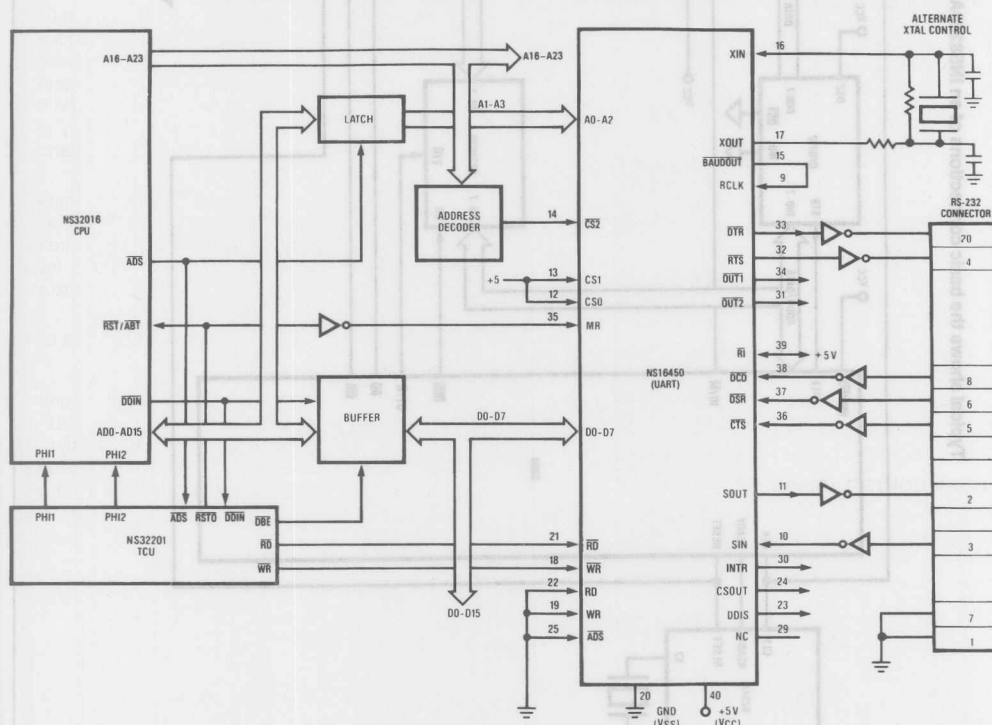 ALTERNATE
XTAL CONTROL
A16–A23
A16–A23
XIN
16
LATCH
A1–A3
A0–A2
XOUT
17
BAUDOUT
15
RCLK
9
NS32016
CPU
ADDRESS
DECODER
14
CS2
RS-232
CONNECTOR
DTR
33
20
ADS
RTS
32
4
+5
13
CS1
OUT1
34
12
CS0
OUT2
31
RST/ABT
35
MR
RI
39
+5V
NS16450
(UART)
DCD
38
8
DDIN
BUFFER
DSR
37
6
AD0–AD15
D0–D7
D0–D7
CTS
36
5
PHI1
PHI2
SOUT
11
2
PHI1
PHI2
ADS
RSTO
DDIN
DBE
NS32201
TCU
RD
21
RD
SIN
10
3
WR
18
WR
INTR
30
22
RD
CSOUT
24
D0–D15
19
WR
DDIS
23
7
25
ADS
NC
29
1
20
GND
(VSS)
40
+5V
(VCC)